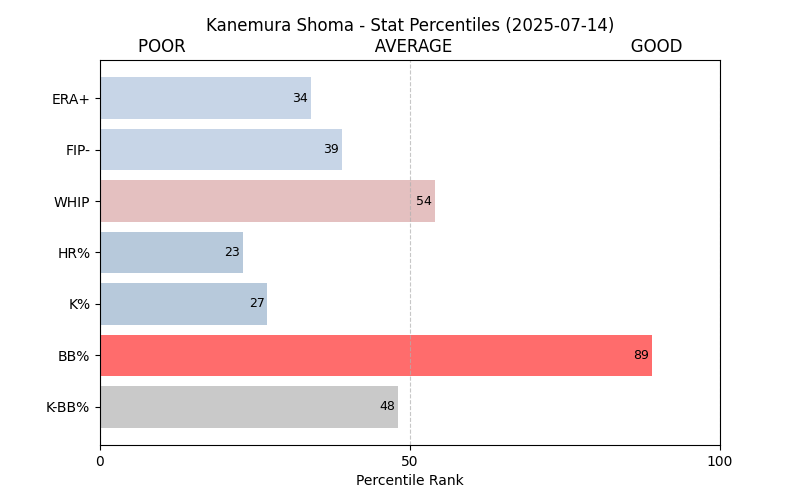 Kanemura Shoma - Stat Percentiles (2025-07-14)
POOR AVERAGE GOOD
ERA+ 34
FIP- 39
WHIP 54
HR% 23
K% 27
BB% 89
K-BB% 48
0 50 100
Percentile Rank